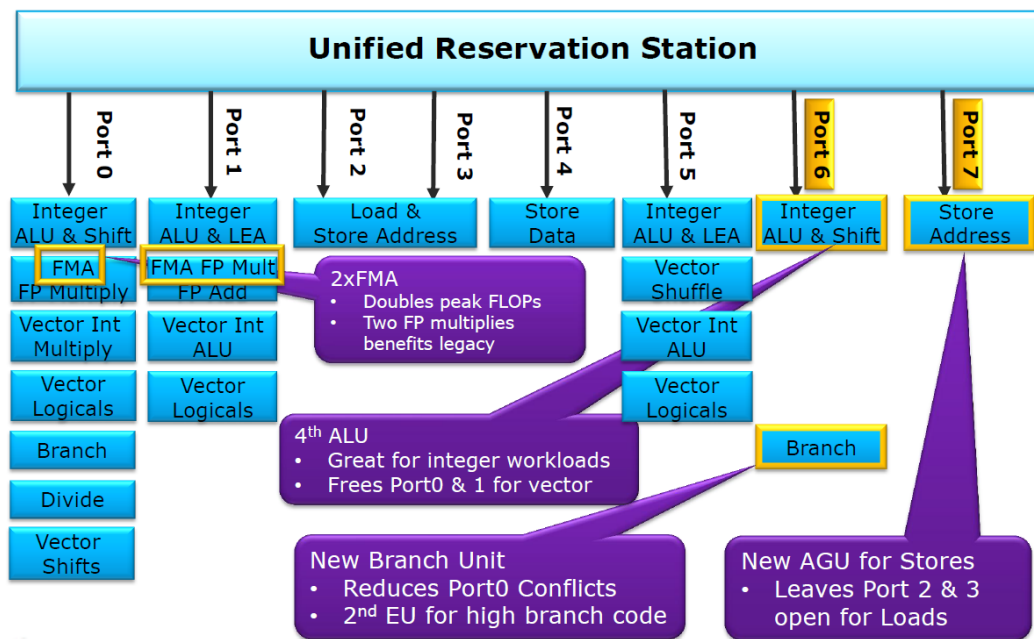 Unified Reservation Station
Port 0
Port 1
Port 2
Port 3
Port 4
Port 5
Port 6
Port 7
Integer
ALU & Shift
FMA
FP Multiply
Vector Int
Multiply
Vector
Logicals
Branch
Divide
Vector
Shifts
Integer
ALU & LEA
FMA FP Mult
FP Add
Vector Int
ALU
Vector
Logicals
Load &
Store Address
Store
Data
Integer
ALU & LEA
Vector
Shuffle
Vector Int
ALU
Vector
Logicals
Integer
ALU & Shift
Branch
Store
Address
2xFMA
• Doubles peak FLOPs
• Two FP multiplies
benefits legacy
4th ALU
• Great for integer workloads
• Frees Port0 & 1 for vector
New Branch Unit
• Reduces Port0 Conflicts
• 2nd EU for high branch code
New AGU for Stores
• Leaves Port 2 & 3
open for Loads